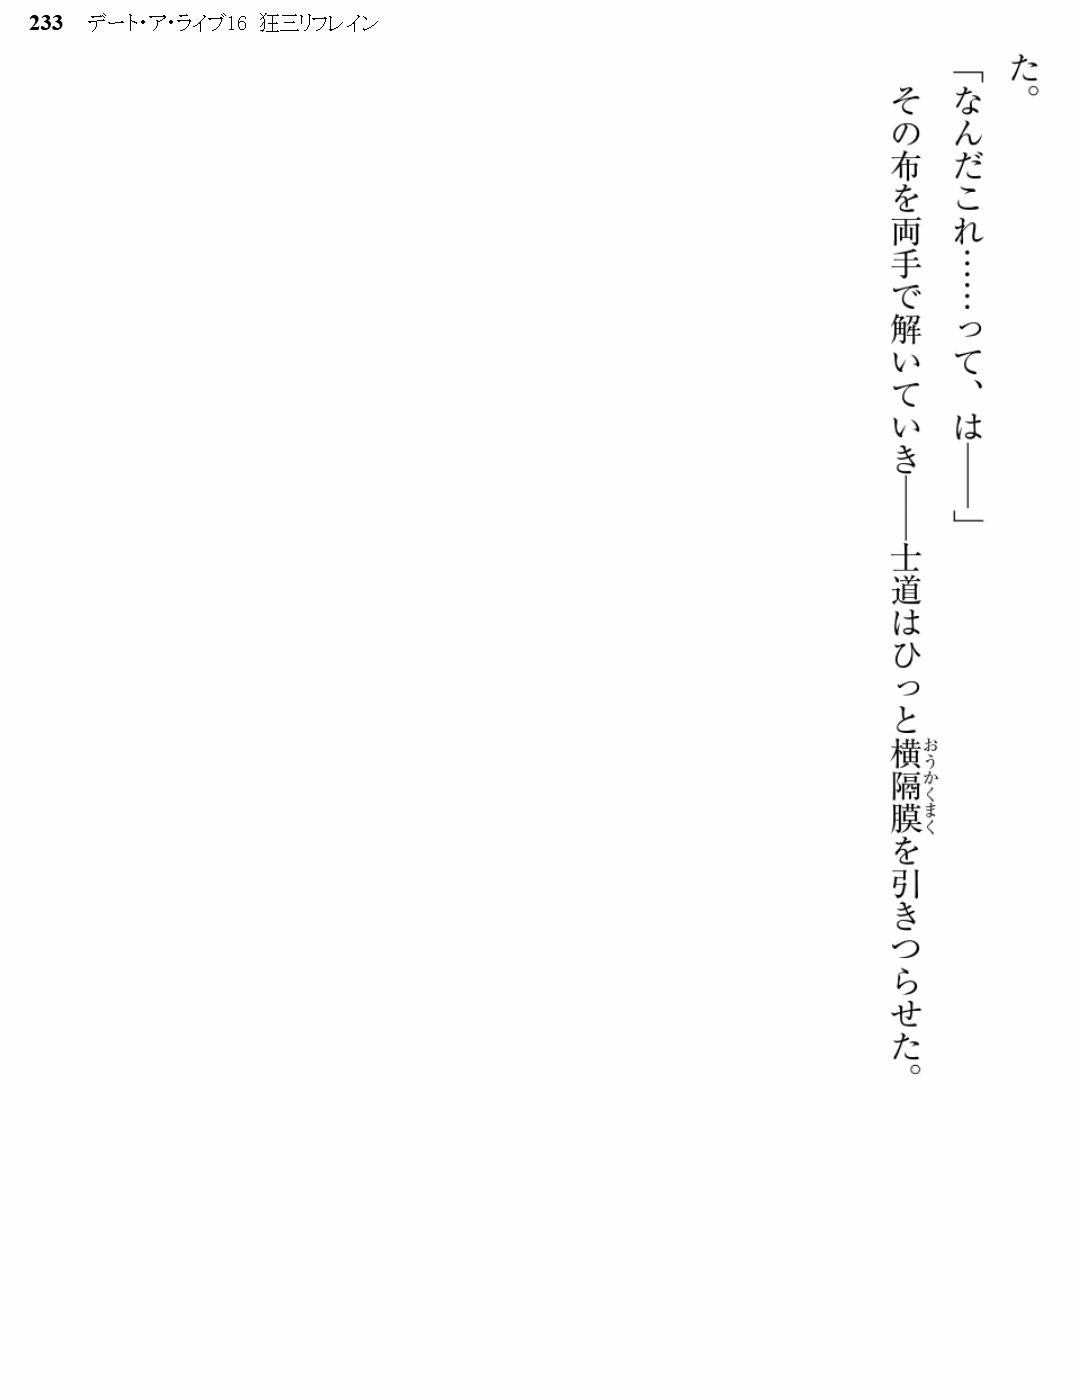 233 デート・ア・ライブ16 狂三リフレイン
た。
「なんだこれ……って、は――」
その布を両手で解いていき――士道はひっと横隔膜を引きつらせた。
おうかくまく